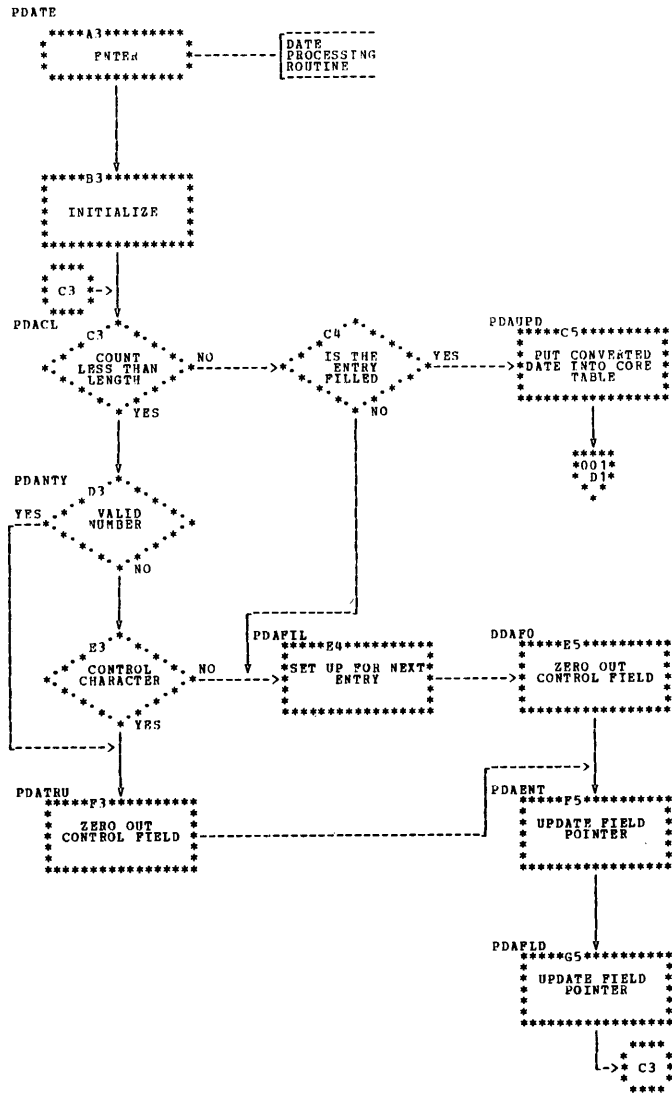 PDATE
A3
ENTER
DATE
PROCESSING
ROUTINE
B3
INITIALIZE
C3
PDACL
C3
COUNT
LESS THAN
LENGTH
NO
YES
C4
IS THE
ENTRY
FILLED
YES
NO
PDAUPD
C5
PUT CONVERTED
DATE INTO CORE
TABLE
001
D1
PDANTY
D3
VALID
NUMBER
YES
NO
E3
CONTROL
CHARACTER
NO
YES
PDAFIL
E4
SET UP FOR NEXT
ENTRY
DDAFO
E5
ZERO OUT
CONTROL FIELD
PDATRU
F3
ZERO OUT
CONTROL FIELD
PDAENT
F5
UPDATE FIELD
POINTER
PDAFLD
G5
UPDATE FIELD
POINTER
C3